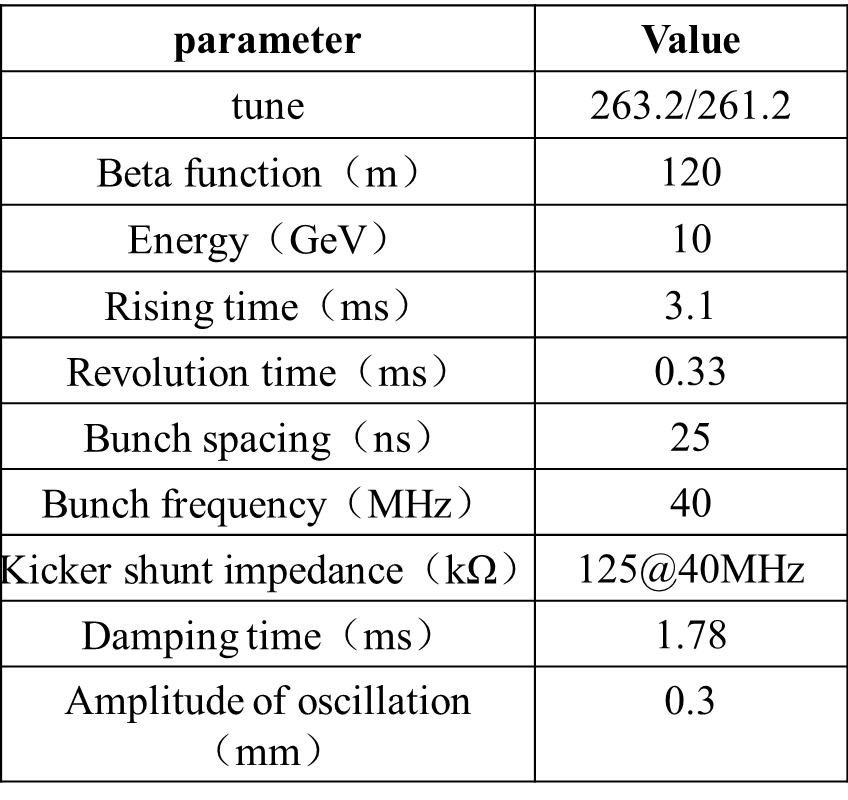 parameter Value
tune 263.2/261.2
Beta function（m） 120
Energy（GeV） 10
Rising time（ms） 3.1
Revolution time（ms） 0.33
Bunch spacing（ns） 25
Bunch frequency（MHz） 40
Kicker shunt impedance（kΩ） 125@40MHz
Damping time（ms） 1.78
Amplitude of oscillation 0.3
（mm）